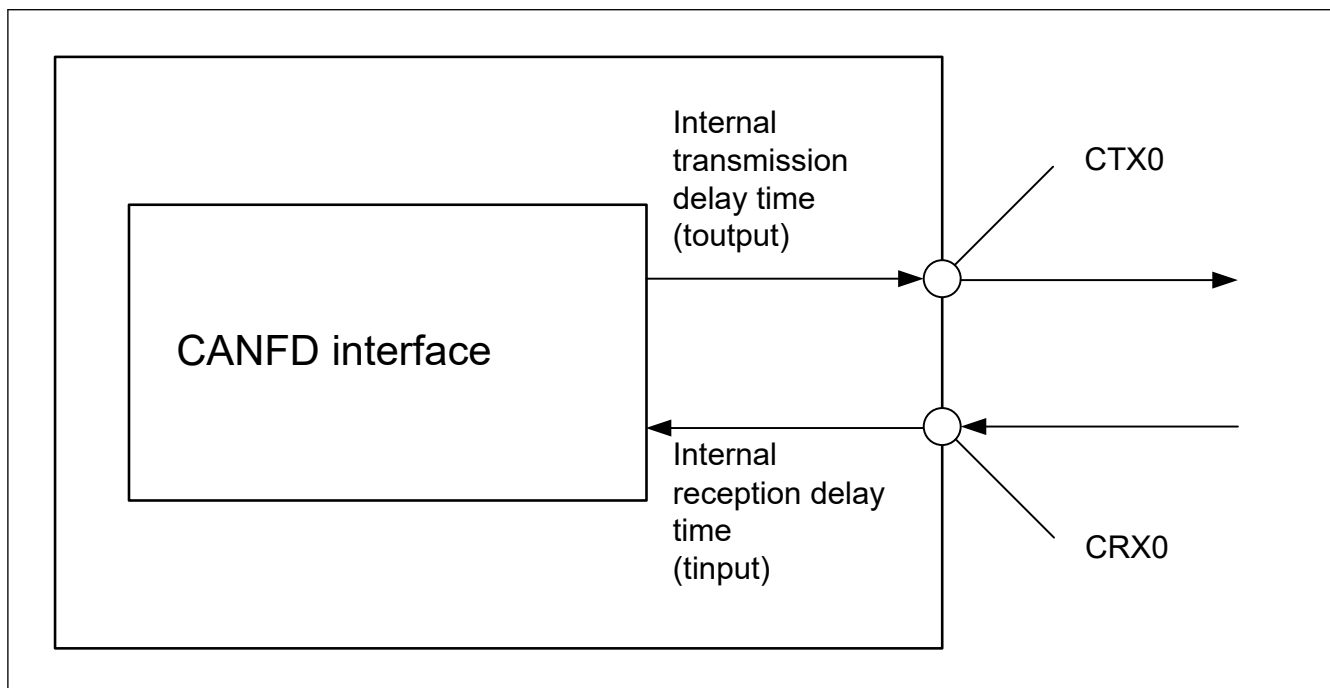 Internal
transmission
delay time
(toutput)
CTX0
CANFD interface
Internal
reception delay
time
(tinput)
CRX0